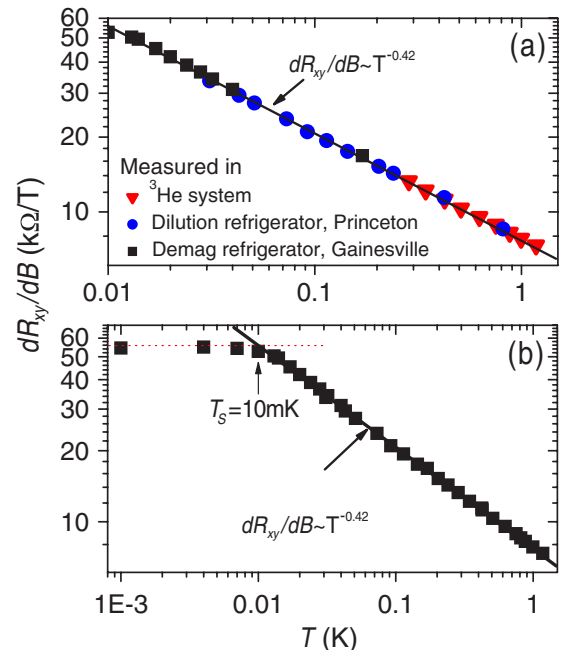 60
50
40
30
20
10
(a)
dR_xy/dB~T^-0.42
Measured in
³He system
Dilution refrigerator, Princeton
Demag refrigerator, Gainesville
0.01
0.1
1
dR_xy/dB (kΩ/T)
60
50
40
30
20
10
(b)
T_S=10mK
dR_xy/dB~T^-0.42
1E-3
0.01
0.1
1
T (K)